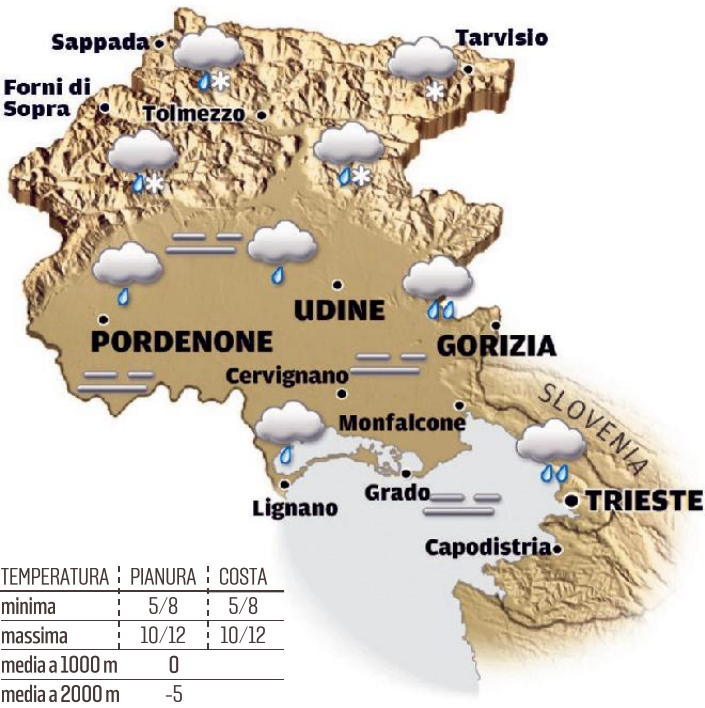 Sappada
Tarvisio
Forni di
Sopra
Tolmezzo
UDINE
PORDENONE
GORIZIA
Cervignano
SLOVENIA
Monfalcone
Grado
Lignano
TRIESTE
Capodistria
TEMPERATURA PIANURA COSTA
minima 5/8 5/8
massima 10/12 10/12
media a 1000 m 0
media a 2000 m -5